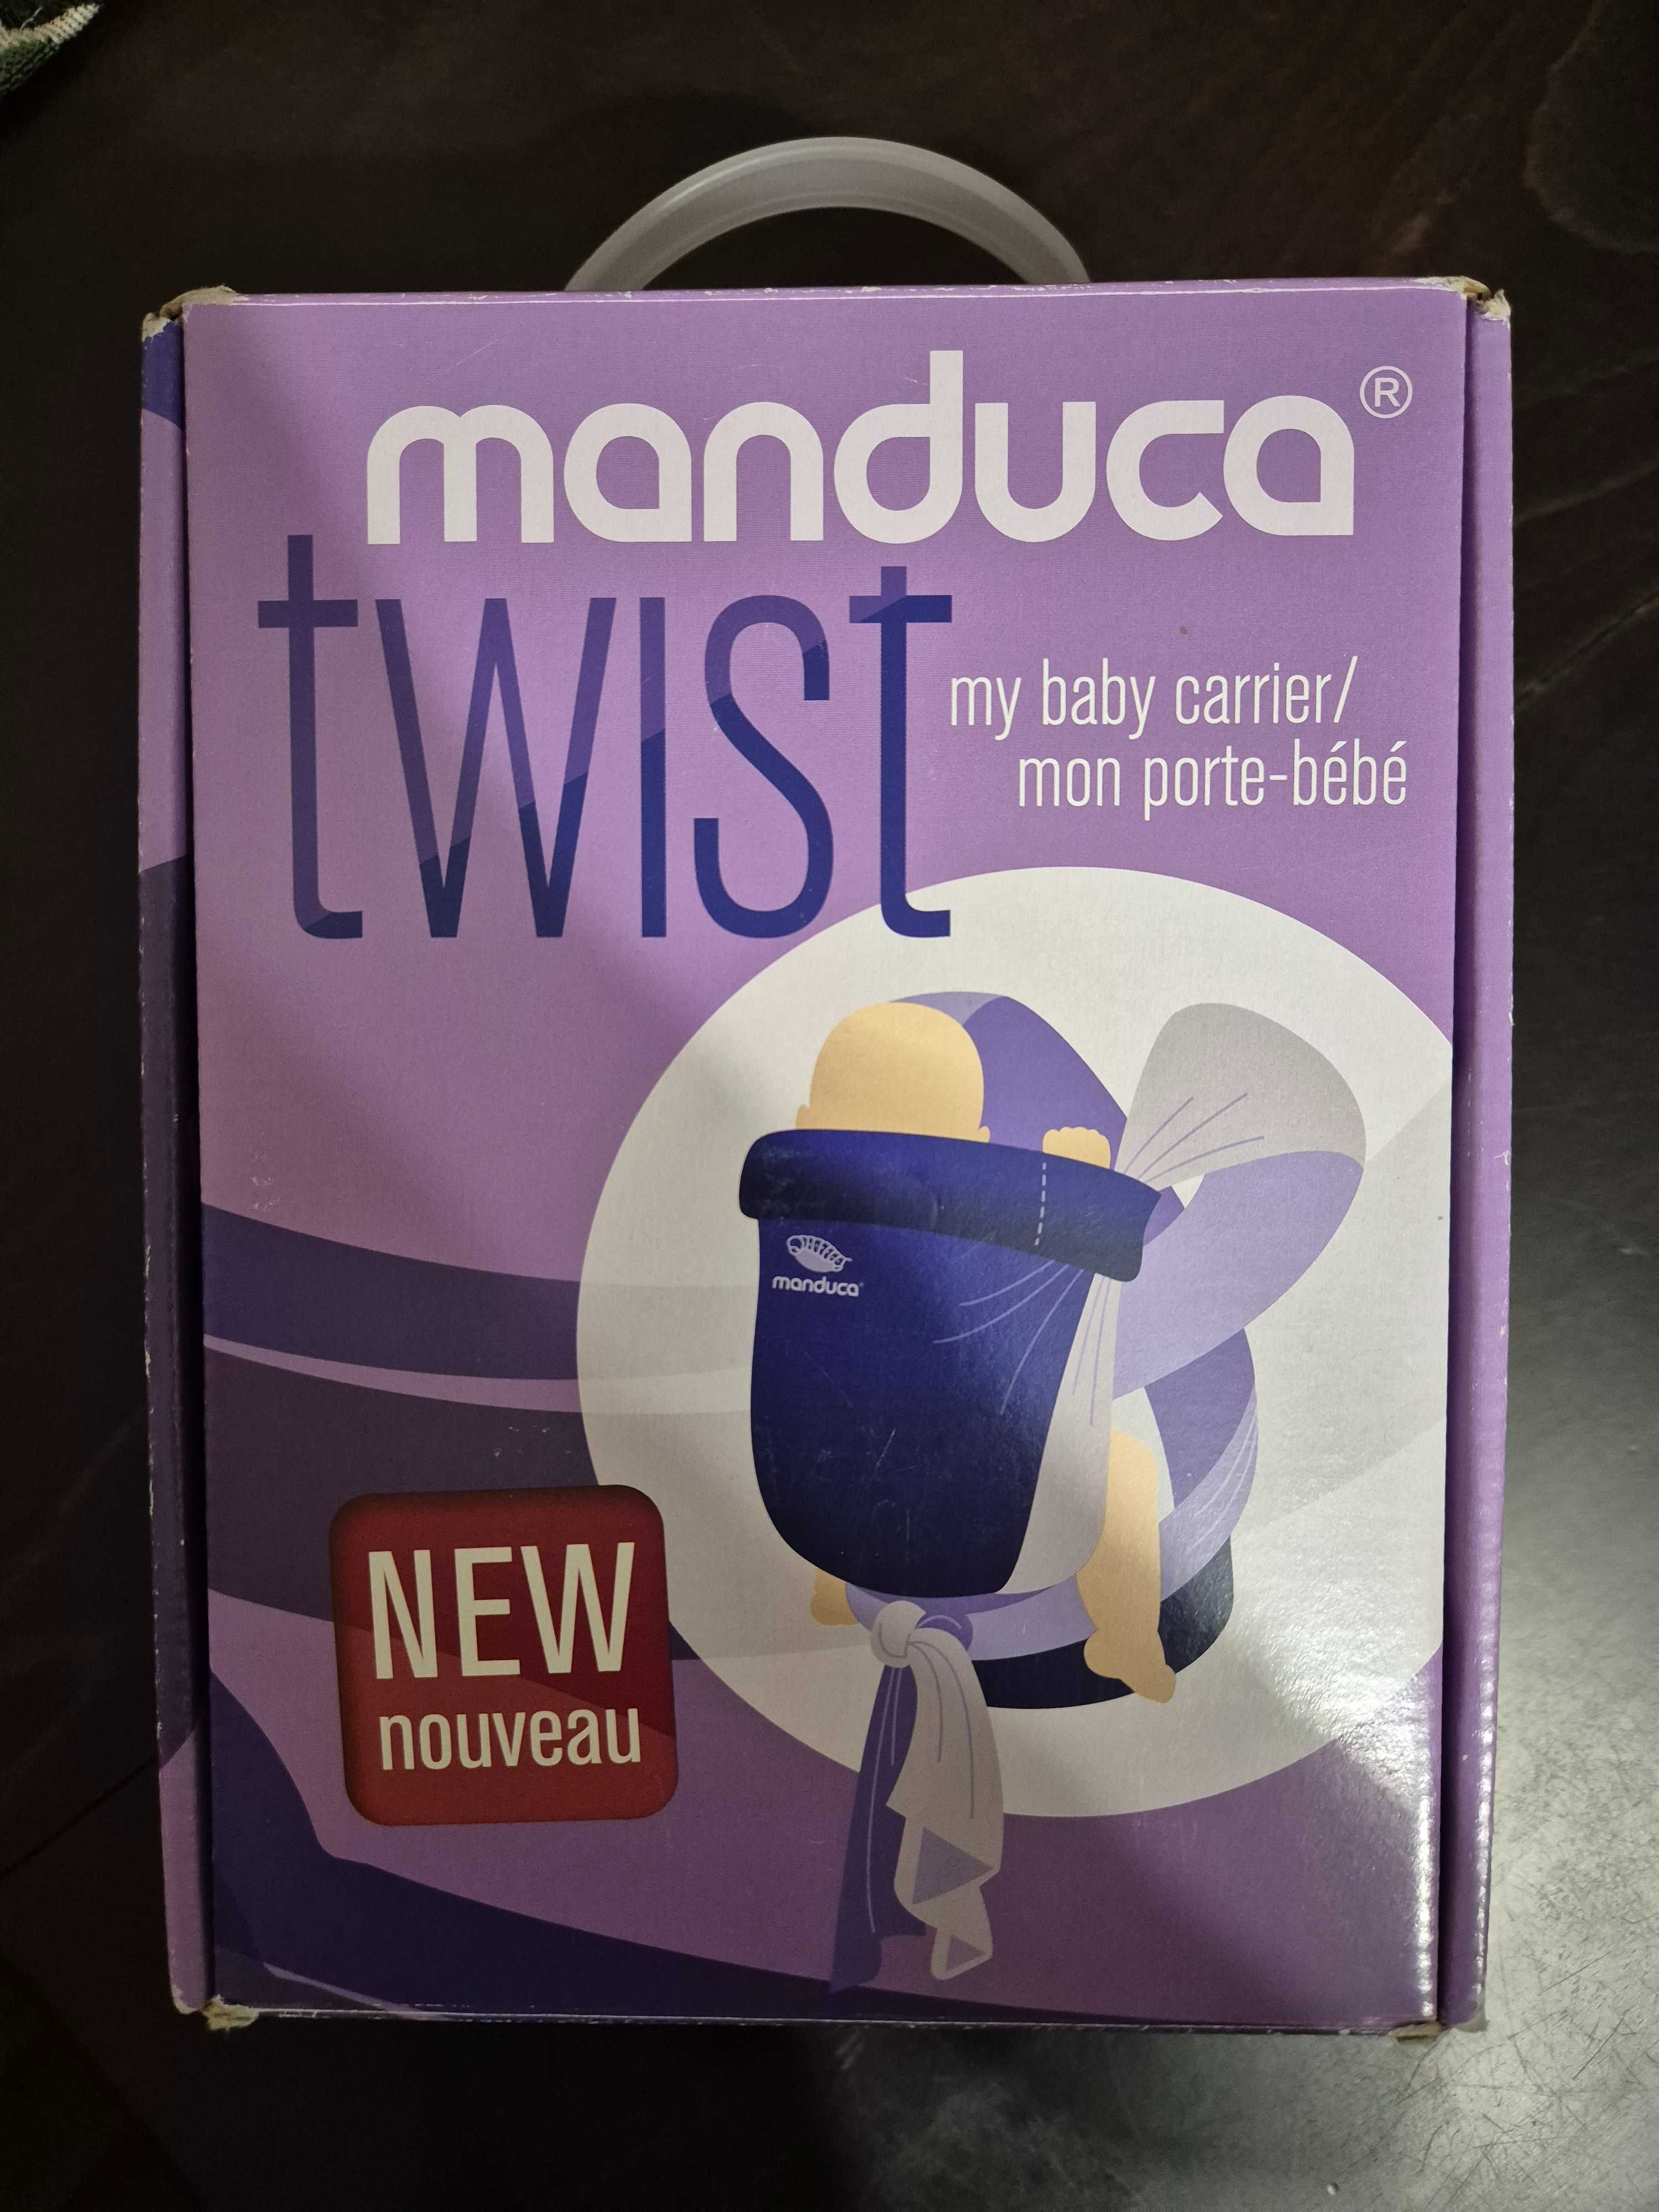 manduca®
twist
my baby carrier/
mon porte-bébé
manduca®
NEW
nouveau